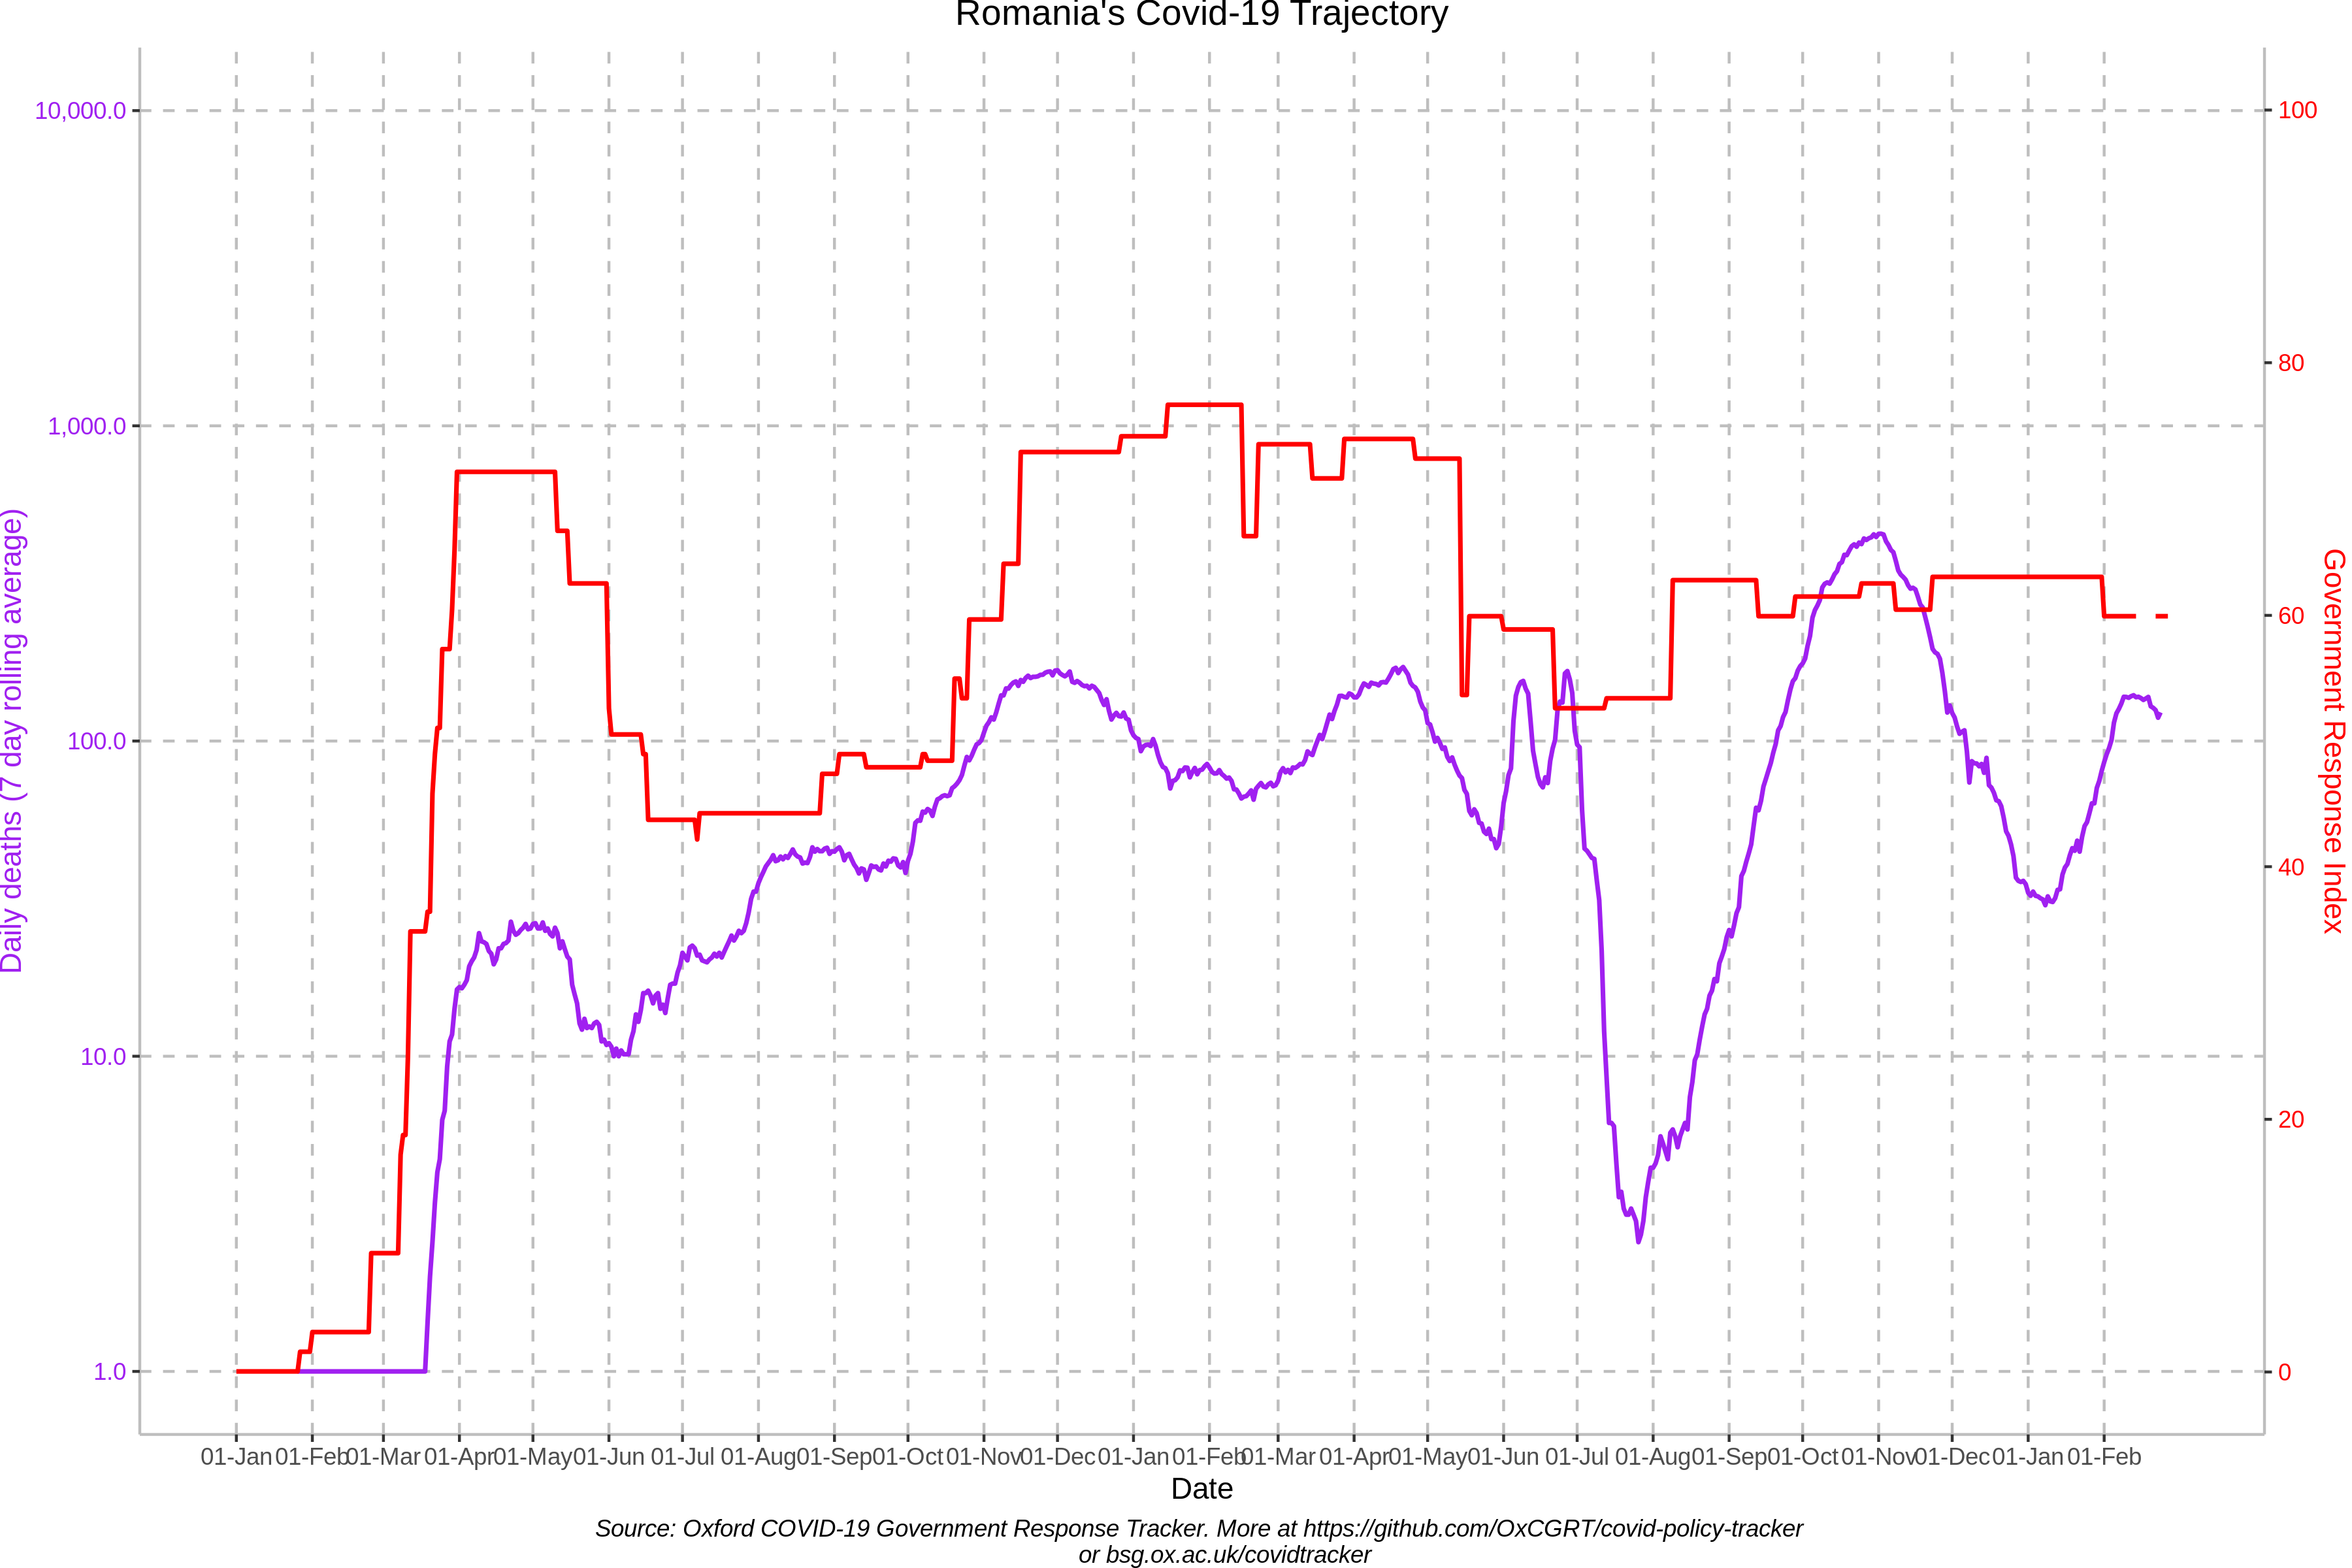 Romania's Covid-19 Trajectory
10,000.0
1,000.0
100.0
10.0
1.0
Daily deaths (7 day rolling average)
100
80
60
40
20
0
Government Response Index
01-Jan 01-Feb 01-Mar 01-Apr 01-May 01-Jun 01-Jul 01-Aug 01-Sep 01-Oct 01-Nov 01-Dec 01-Jan 01-Feb 01-Mar 01-Apr 01-May 01-Jun 01-Jul 01-Aug 01-Sep 01-Oct 01-Nov 01-Dec 01-Jan 01-Feb
Date
Source: Oxford COVID-19 Government Response Tracker. More at https://github.com/OxCGRT/covid-policy-tracker
or bsg.ox.ac.uk/covidtracker